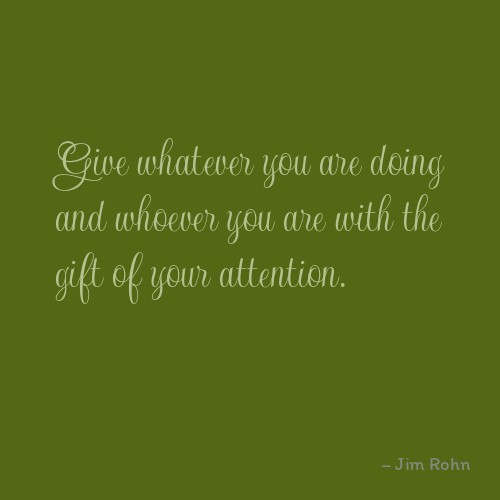 Give whatever you are doing
and whoever you are with the
gift of your attention.
– Jim Rohn